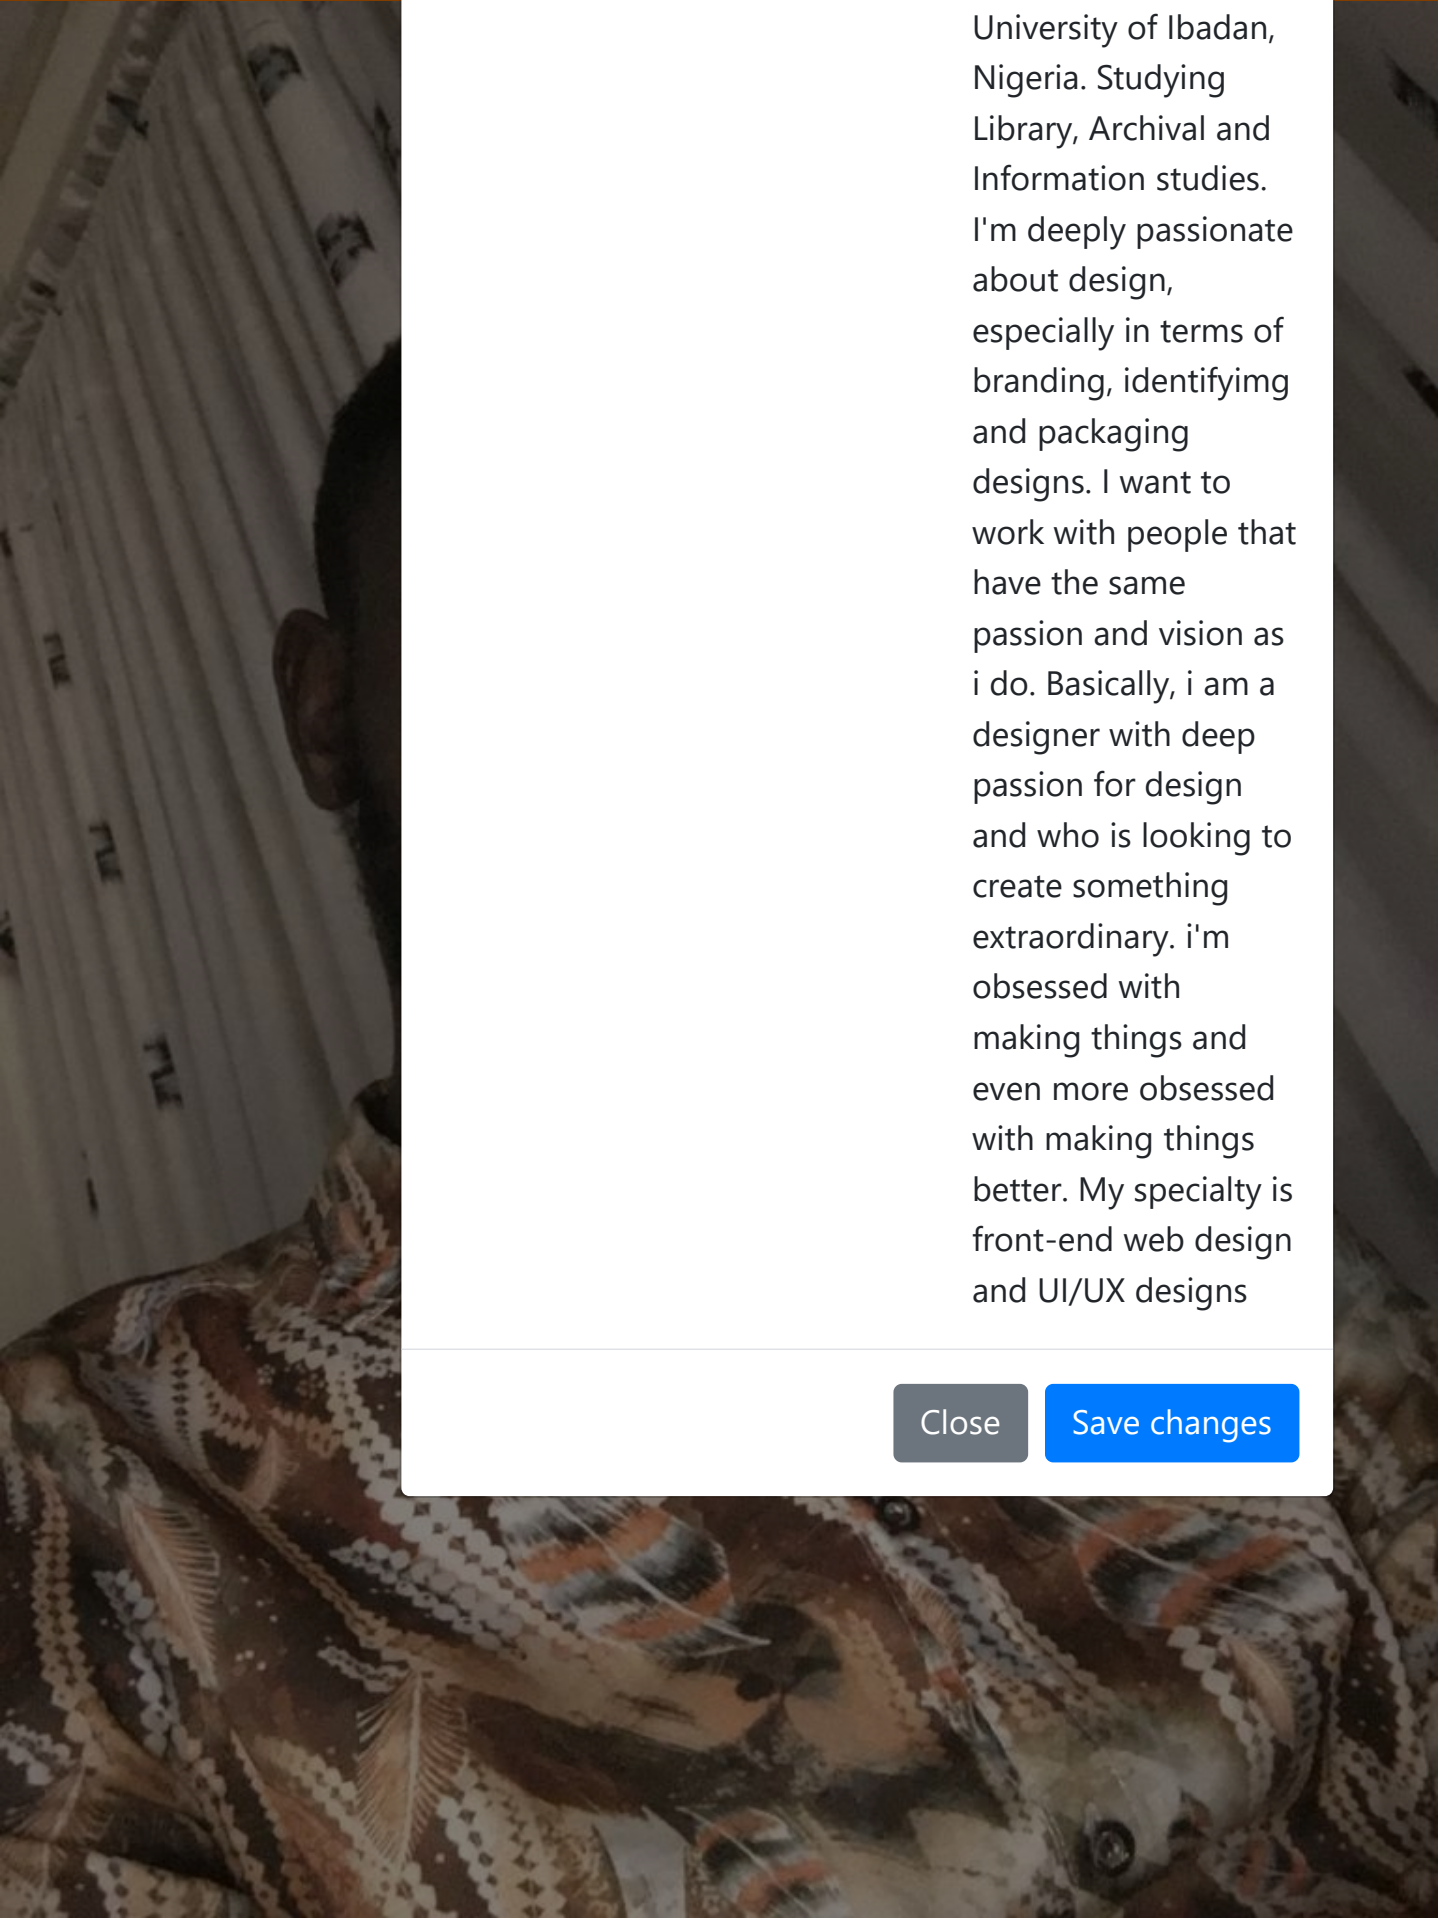 University of Ibadan,
Nigeria. Studying
Library, Archival and
Information studies.
I'm deeply passionate
about design,
especially in terms of
branding, identifyimg
and packaging
designs. I want to
work with people that
have the same
passion and vision as
i do. Basically, i am a
designer with deep
passion for design
and who is looking to
create something
extraordinary. i'm
obsessed with
making things and
even more obsessed
with making things
better. My specialty is
front-end web design
and UI/UX designs
Close
Save changes